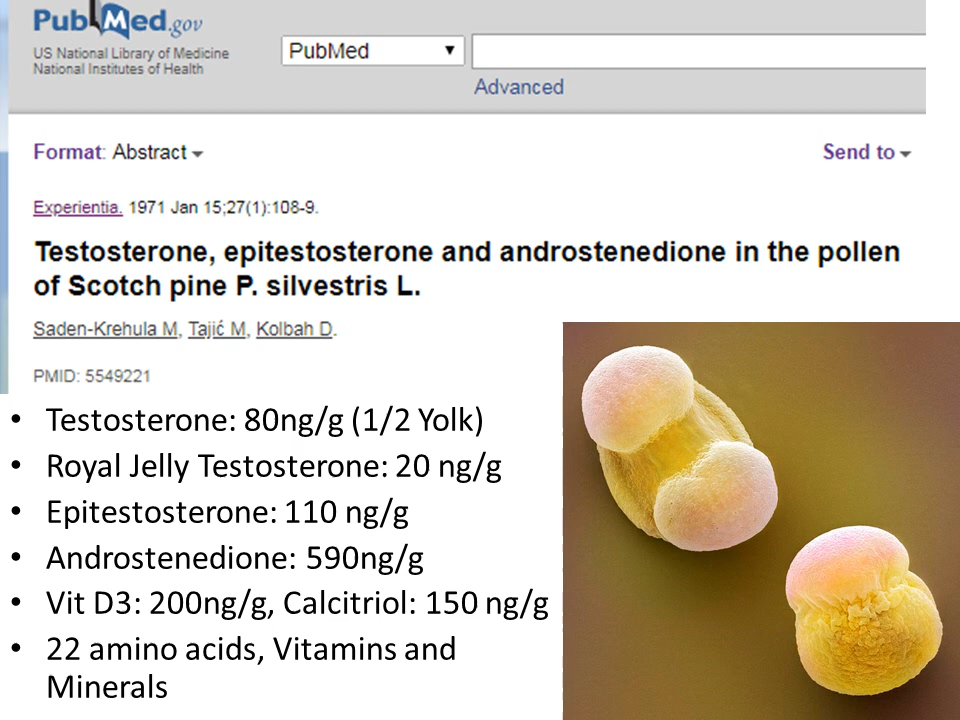 PubMed.gov
US National Library of Medicine
National Institutes of Health
PubMed
Advanced
Format: Abstract
Send to
Experientia. 1971 Jan 15;27(1):108-9.
Testosterone, epitestosterone and androstenedione in the pollen
of Scotch pine P. silvestris L.
Saden-Krehula M, Tajić M, Kolbah D.
PMID: 5549221
• Testosterone: 80ng/g (1/2 Yolk)
• Royal Jelly Testosterone: 20 ng/g
• Epitestosterone: 110 ng/g
• Androstenedione: 590ng/g
• Vit D3: 200ng/g, Calcitriol: 150 ng/g
• 22 amino acids, Vitamins and
Minerals